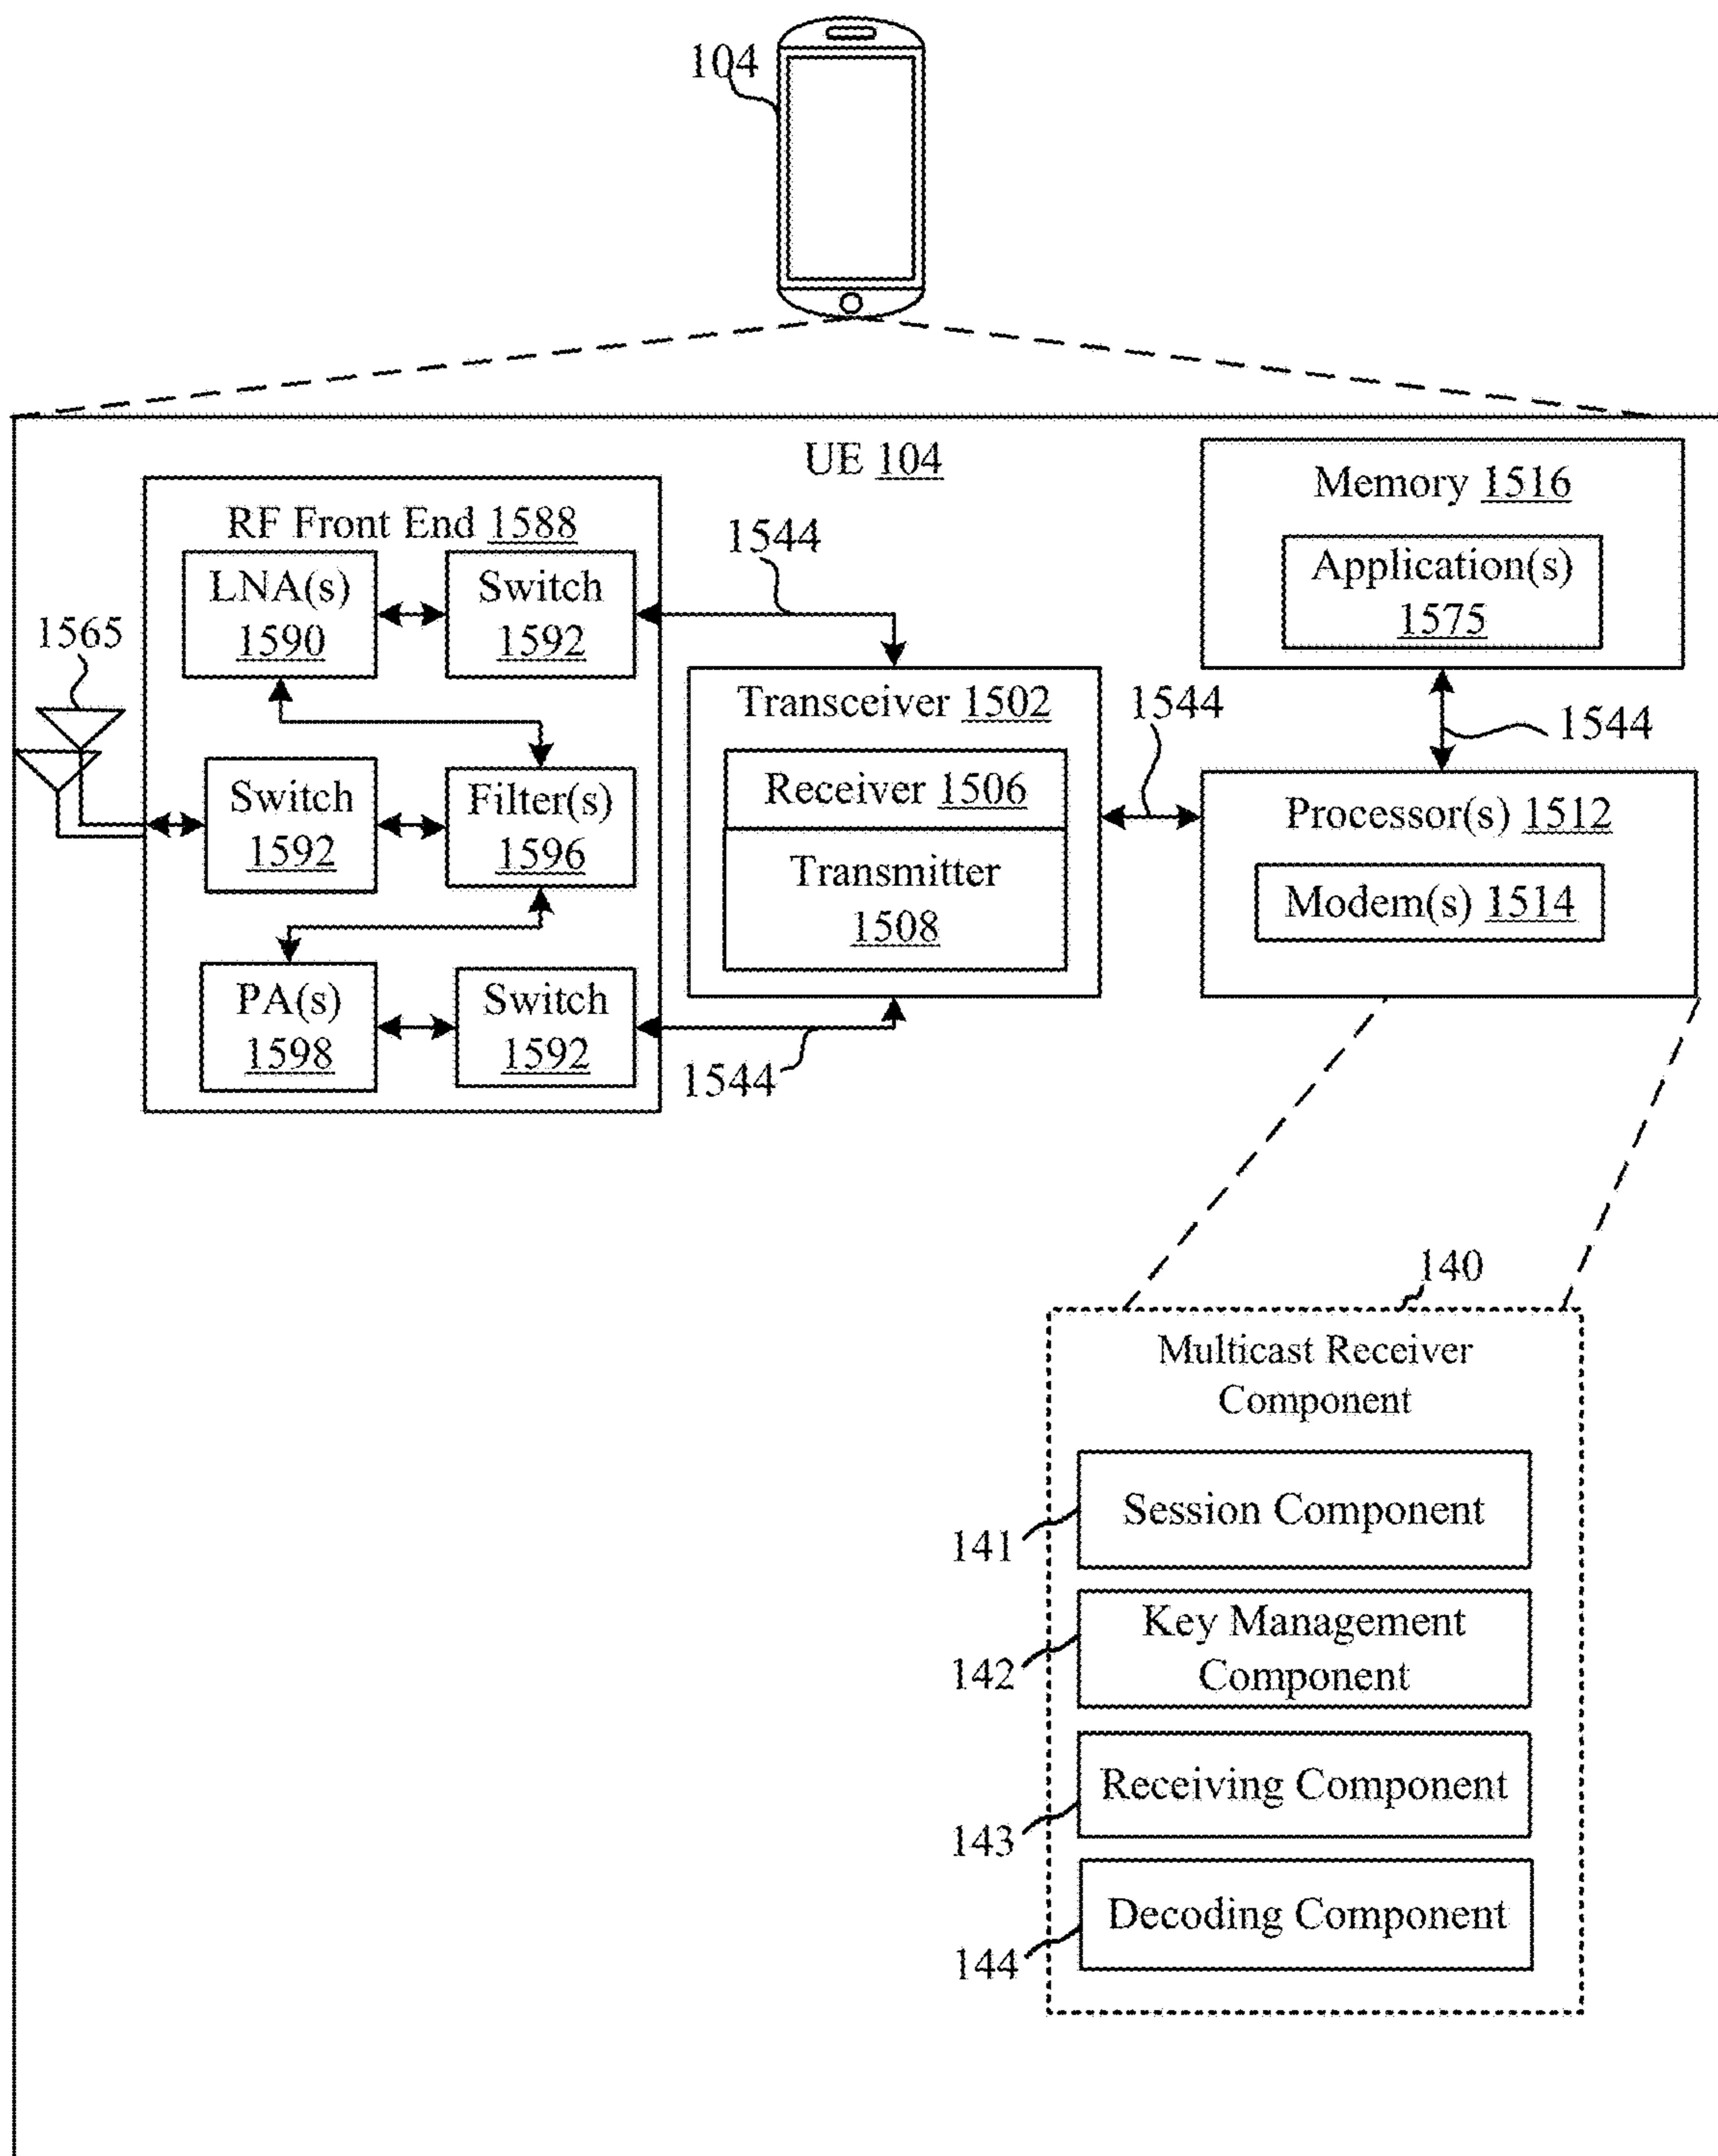 104
UE 104
RF Front End 1588
LNA(s)
1590
Switch
1592
1544
Memory 1516
Application(s)
1575
1565
Switch
1592
Filter(s)
1596
Transceiver 1502
Receiver 1506
Transmitter
1508
1544
1544
Processor(s) 1512
Modem(s) 1514
PA(s)
1598
Switch
1592
1544
140
Multicast Receiver
Component
Session Component
141
Key Management
Component
142
Receiving Component
143
Decoding Component
144